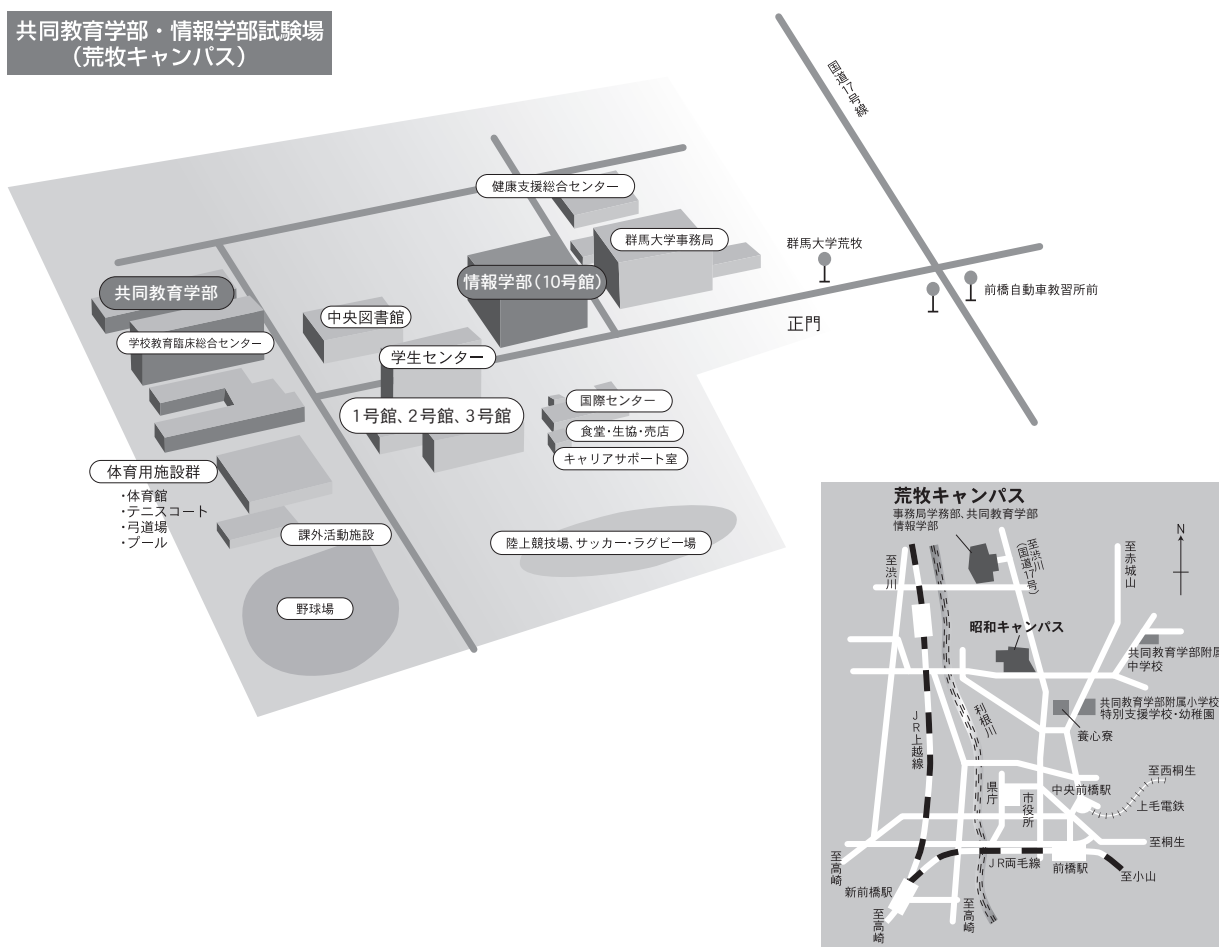 共同教育学部・情報学部試験場
（荒牧キャンパス）
国道17号線
健康支援総合センター
群馬大学事務局
群馬大学荒牧
前橋自動車教習所前
正門
情報学部（10号館）
共同教育学部
中央図書館
学校教育臨床総合センター
学生センター
1号館、2号館、3号館
国際センター
食堂・生協・売店
キャリアサポート室
体育用施設群
・体育館
・テニスコート
・弓道場
・プール
課外活動施設
陸上競技場、サッカー・ラグビー場
野球場
荒牧キャンパス
事務局学務部、共同教育学部
情報学部
N
至渋川
至渋川
（国道17号）
至赤城山
昭和キャンパス
共同教育学部附属
中学校
共同教育学部附属小学校
特別支援学校・幼稚園
養心寮
利根川
JR上越線
県庁
市役所
中央前橋駅
至西桐生
上毛電鉄
至桐生
至高崎
JR両毛線
前橋駅
至小山
新前橋駅
至高崎
至高崎